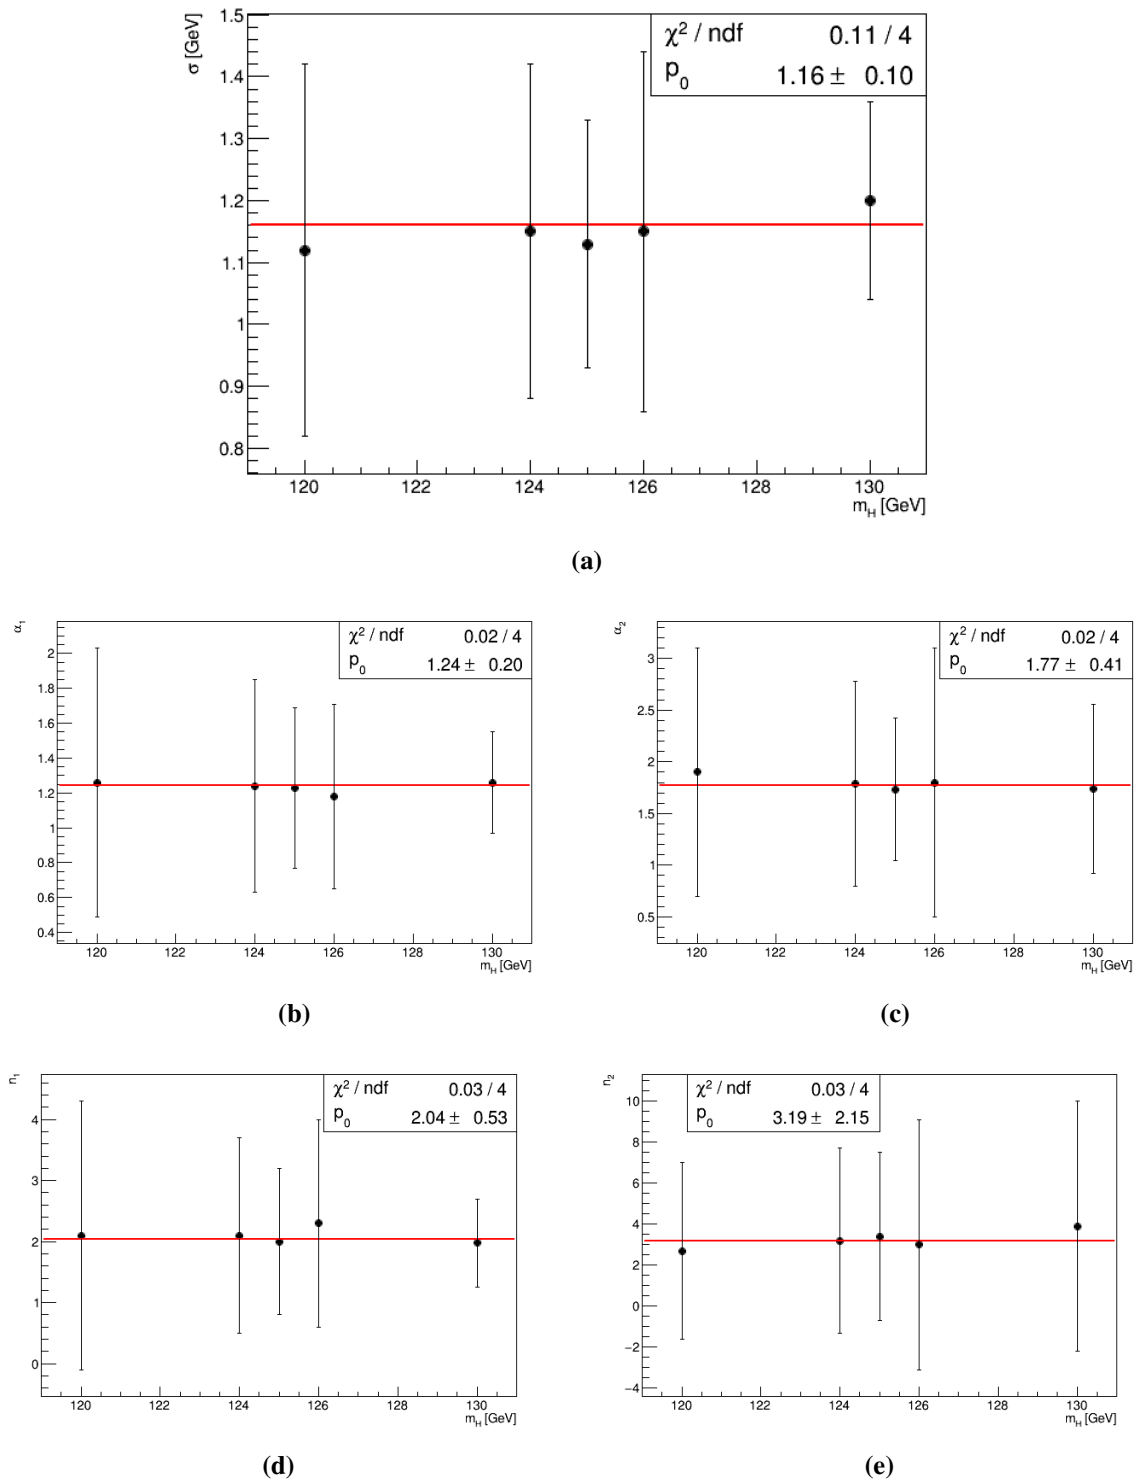 σ [GeV]
1.5
1.4
1.3
1.2
1.1
1
0.9
0.8
χ² / ndf 0.11 / 4
p₀ 1.16 ± 0.10
120 122 124 126 128 130
m_H [GeV]
(a)
α₁
2
1.8
1.6
1.4
1.2
1
0.8
0.6
0.4
χ² / ndf 0.02 / 4
p₀ 1.24 ± 0.20
120 122 124 126 128 130
m_H [GeV]
(b)
α₂
3
2.5
2
1.5
1
0.5
χ² / ndf 0.02 / 4
p₀ 1.77 ± 0.41
120 122 124 126 128 130
m_H [GeV]
(c)
n₁
4
3
2
1
0
χ² / ndf 0.03 / 4
p₀ 2.04 ± 0.53
120 122 124 126 128 130
m_H [GeV]
(d)
n₂
10
8
6
4
2
0
−2
−4
χ² / ndf 0.03 / 4
p₀ 3.19 ± 2.15
120 122 124 126 128 130
m_H [GeV]
(e)